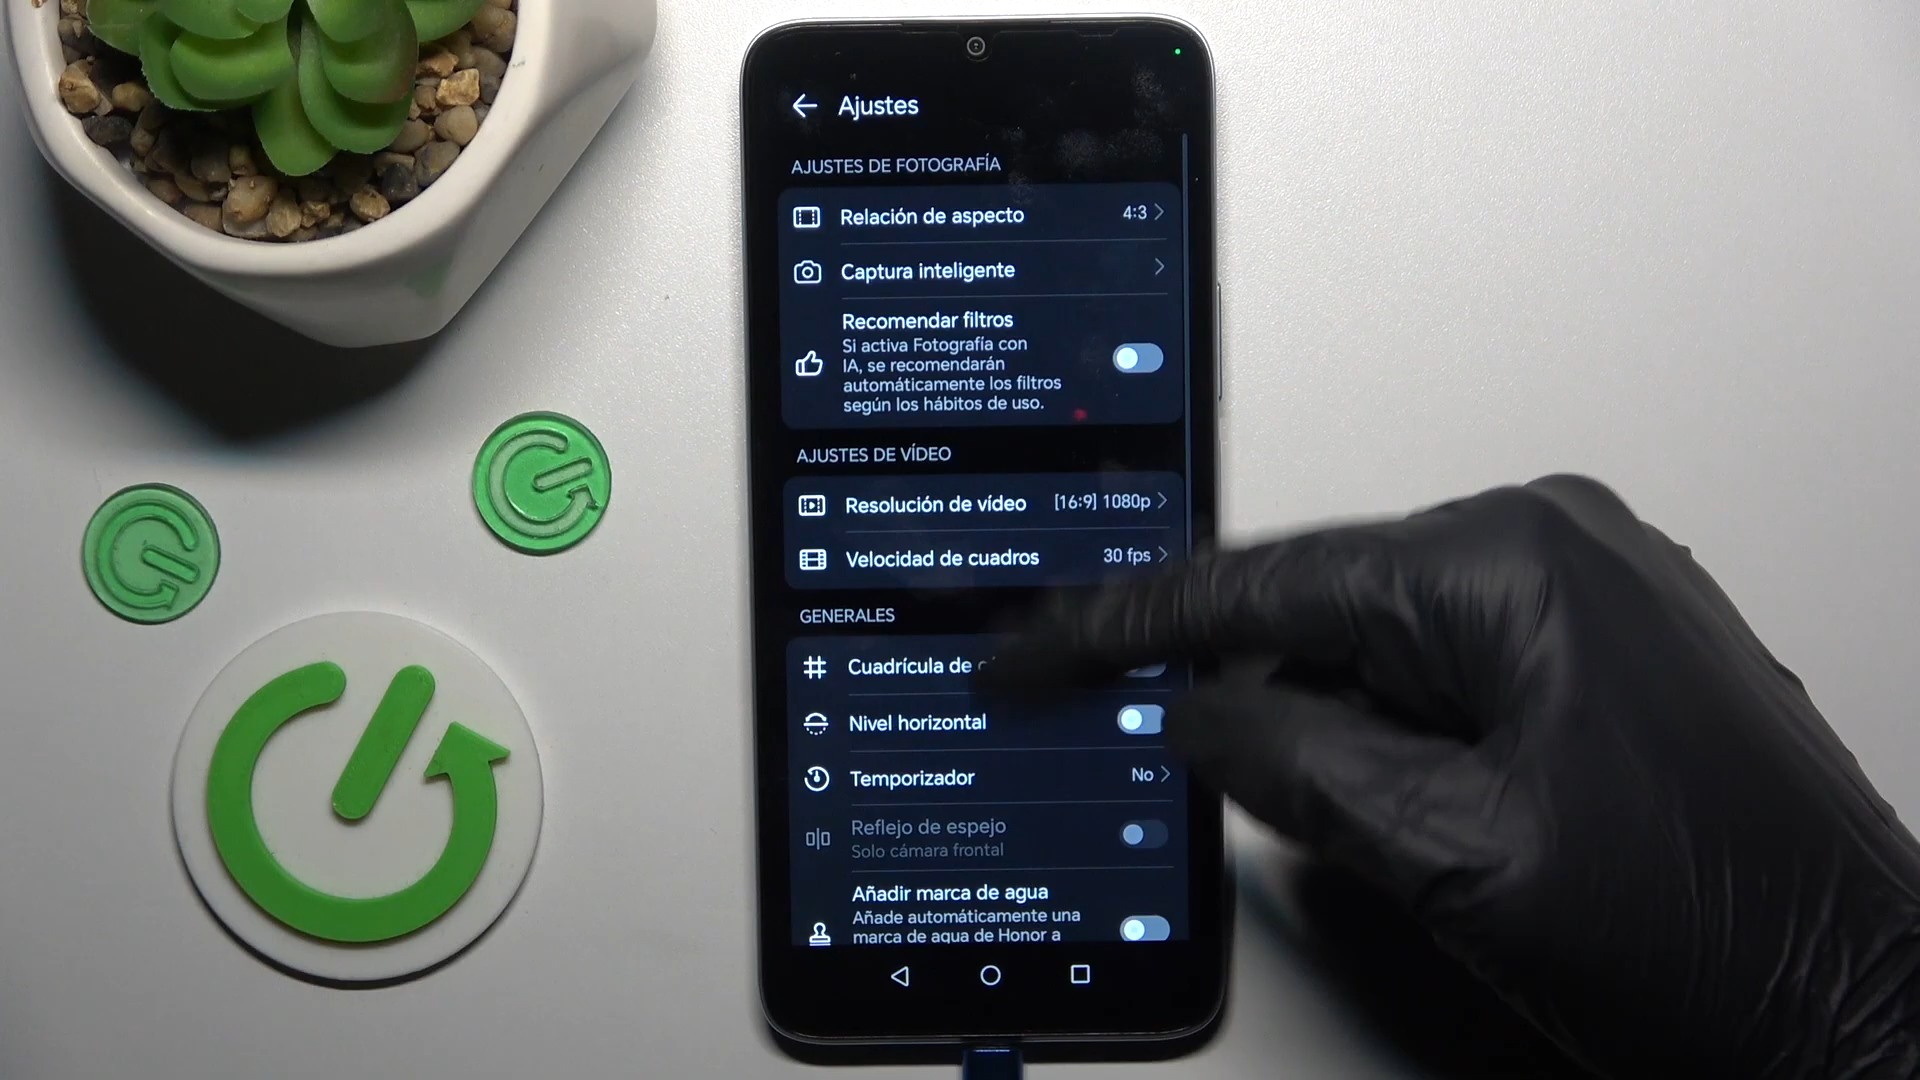 Ajustes
AJUSTES DE FOTOGRAFÍA
Relación de aspecto 4:3
Captura inteligente
Recomendar filtros
Si activa Fotografía con
IA, se recomendarán
automáticamente los filtros
según los hábitos de uso.
AJUSTES DE VÍDEO
Resolución de vídeo [16:9] 1080p
Velocidad de cuadros 30 fps
GENERALES
Cuadrícula de
Nivel horizontal
Temporizador No
Reflejo de espejo
Solo cámara frontal
Añadir marca de agua
Añade automáticamente una
marca de agua de Honor a